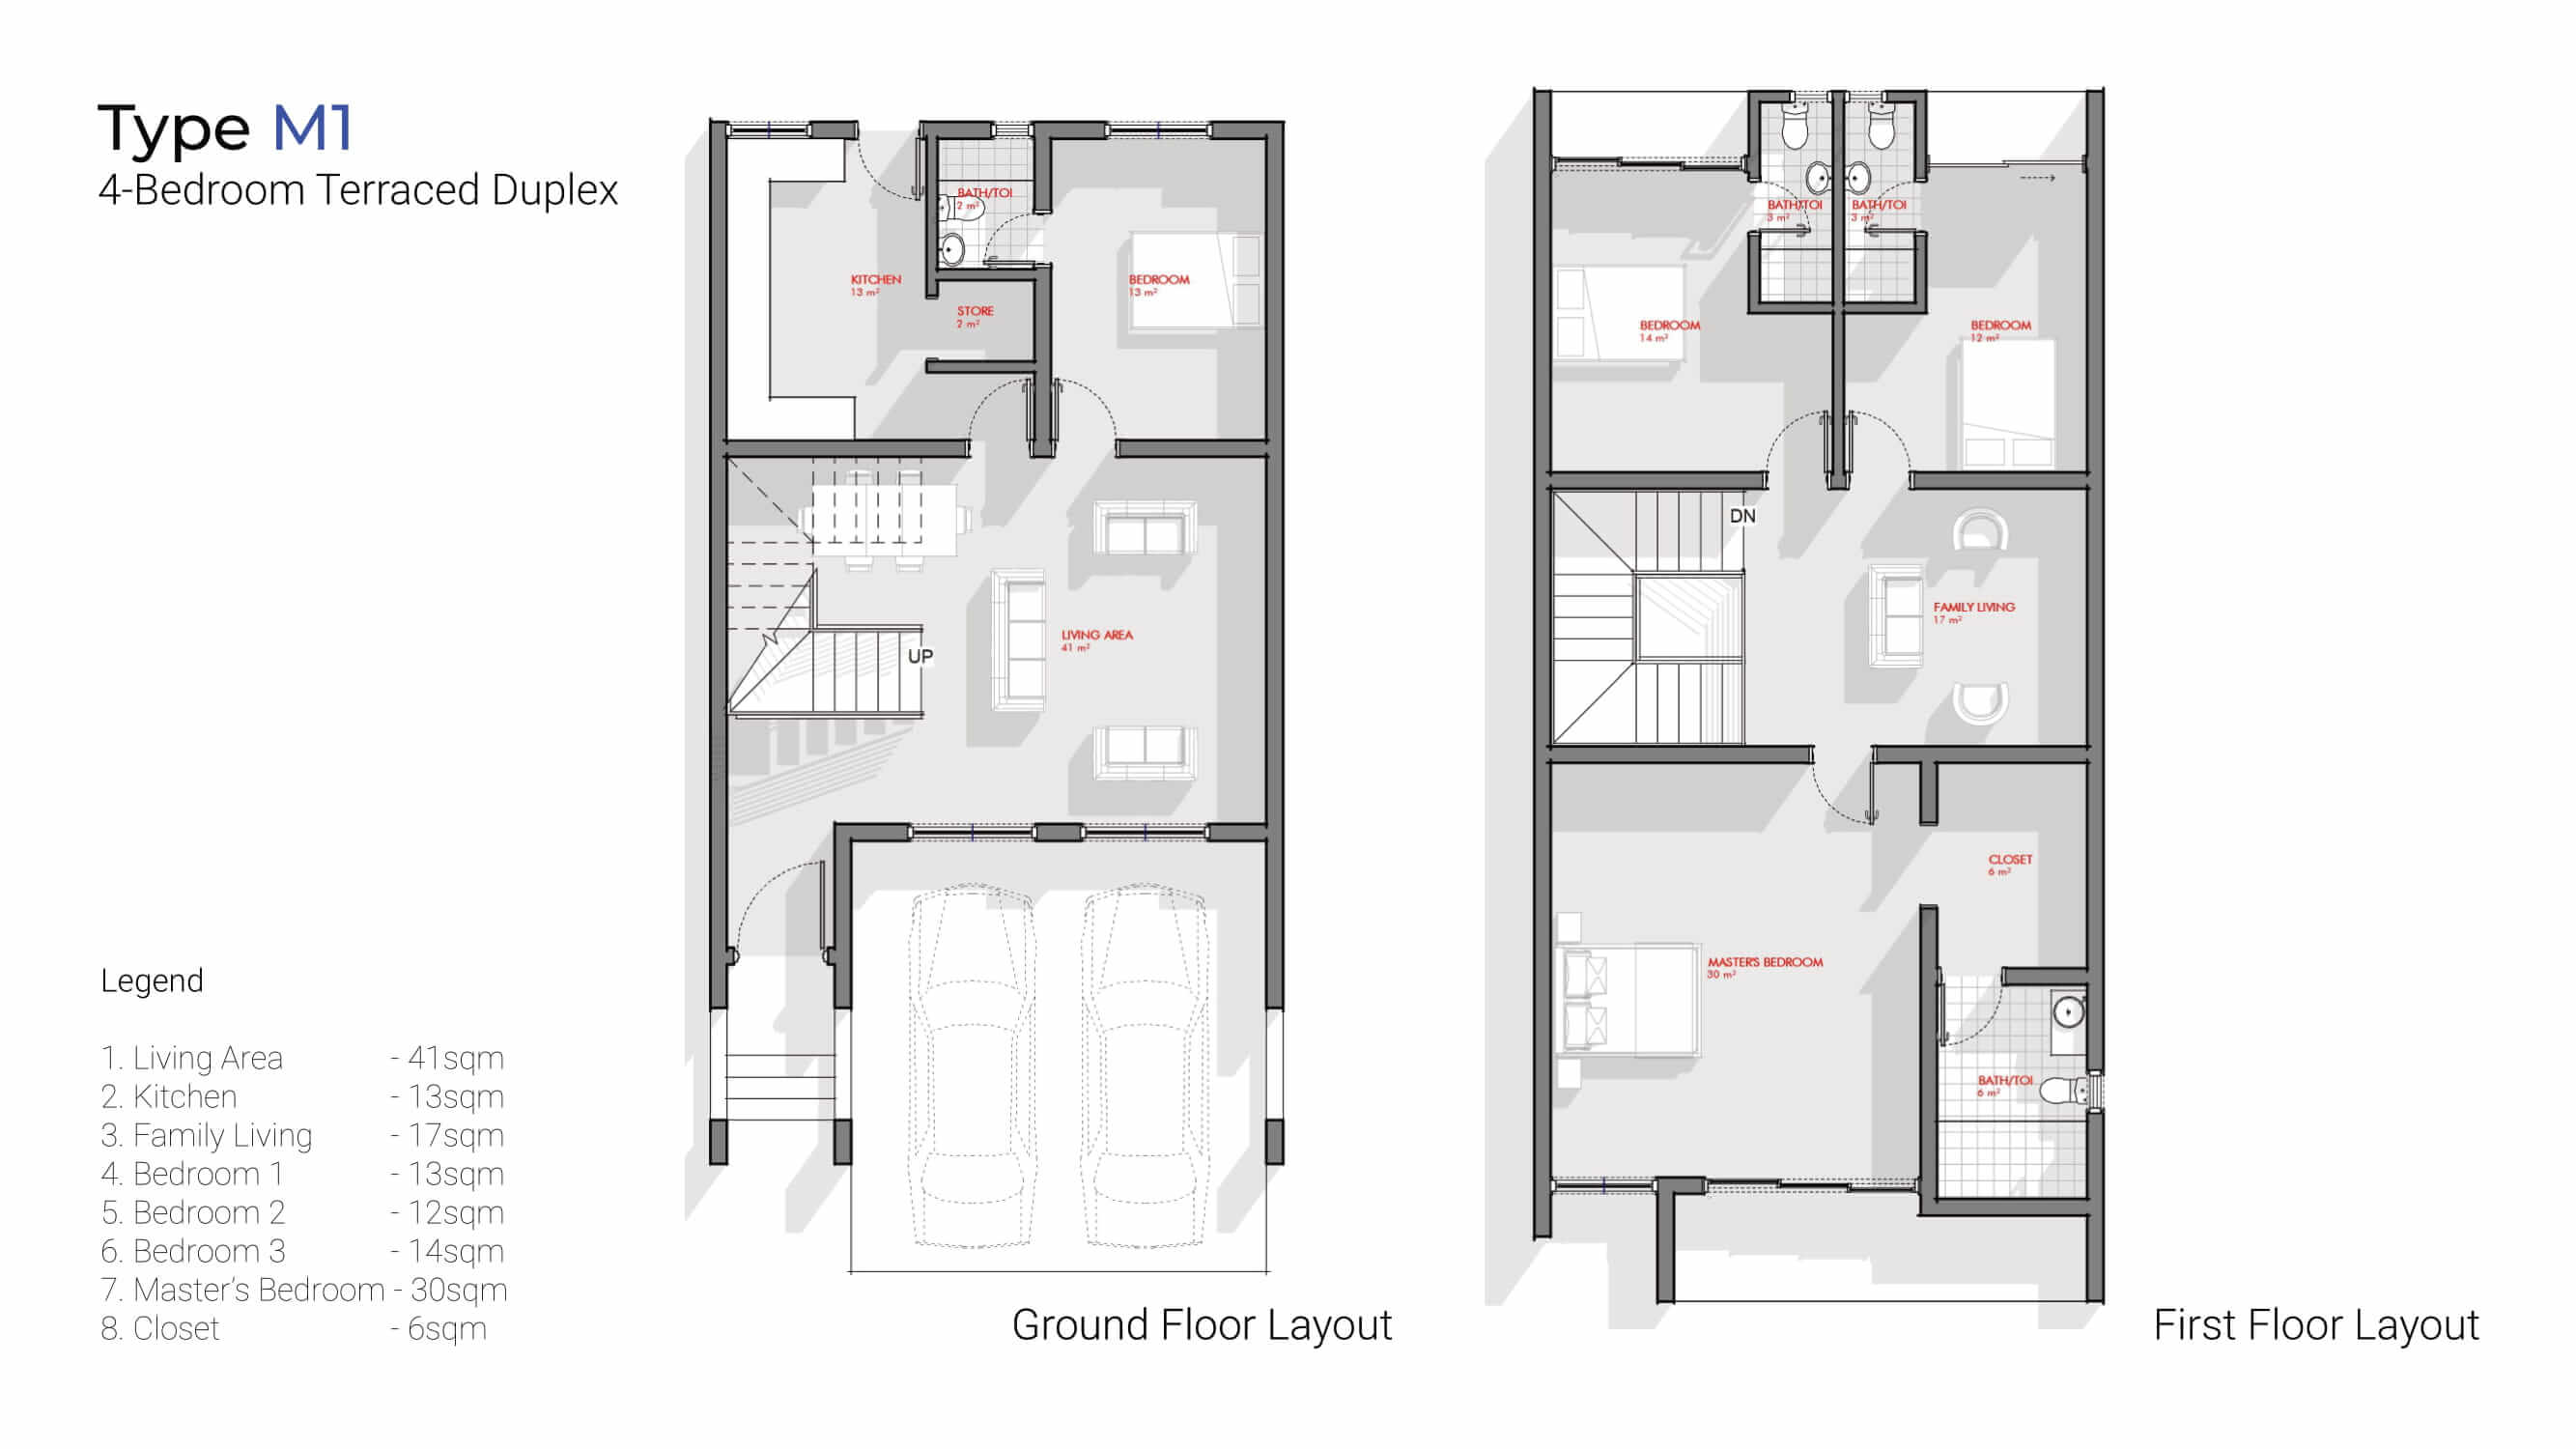 Type M1
4-Bedroom Terraced Duplex
BATH/TOI
2 m²
KITCHEN
13 m²
BEDROOM
13 m²
STORE
2 m²
UP
LIVING AREA
41 m²
Ground Floor Layout
BATH/TOI
3 m²
BATH/TOI
3 m²
BEDROOM
14 m²
BEDROOM
12 m²
DN
FAMILY LIVING
17 m²
CLOSET
6 m²
MASTER'S BEDROOM
30 m²
BATH/TOI
6 m²
First Floor Layout
Legend
1. Living Area - 41sqm
2. Kitchen - 13sqm
3. Family Living - 17sqm
4. Bedroom 1 - 13sqm
5. Bedroom 2 - 12sqm
6. Bedroom 3 - 14sqm
7. Master's Bedroom - 30sqm
8. Closet - 6sqm